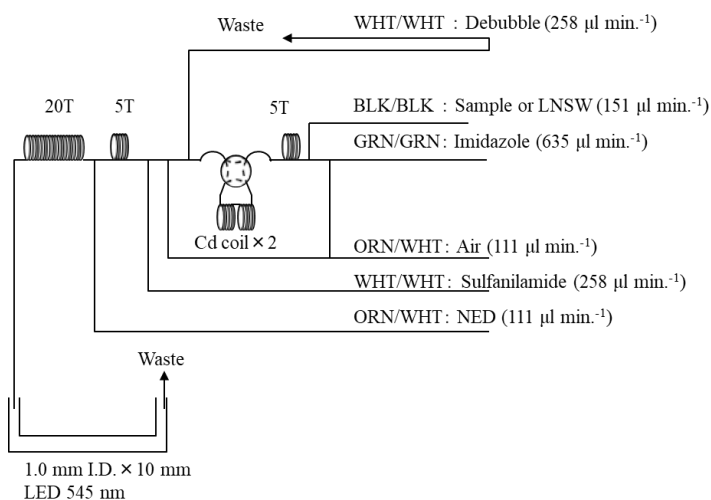 Waste
WHT/WHT : Debubble (258 μl min.⁻¹)
20T
5T
5T
BLK/BLK : Sample or LNSW (151 μl min.⁻¹)
GRN/GRN: Imidazole (635 μl min.⁻¹)
Cd coil × 2
ORN/WHT: Air (111 μl min.⁻¹)
WHT/WHT : Sulfanilamide (258 μl min.⁻¹)
ORN/WHT: NED (111 μl min.⁻¹)
Waste
1.0 mm I.D. × 10 mm
LED 545 nm